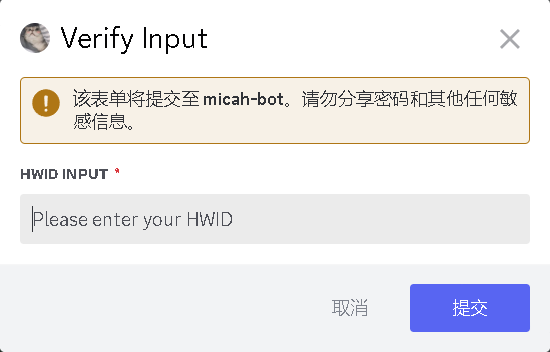 Verify Input
该表单将提交至 micah-bot。请勿分享密码和其他任何敏
感信息。
HWID INPUT *
Please enter your HWID
取消
提交